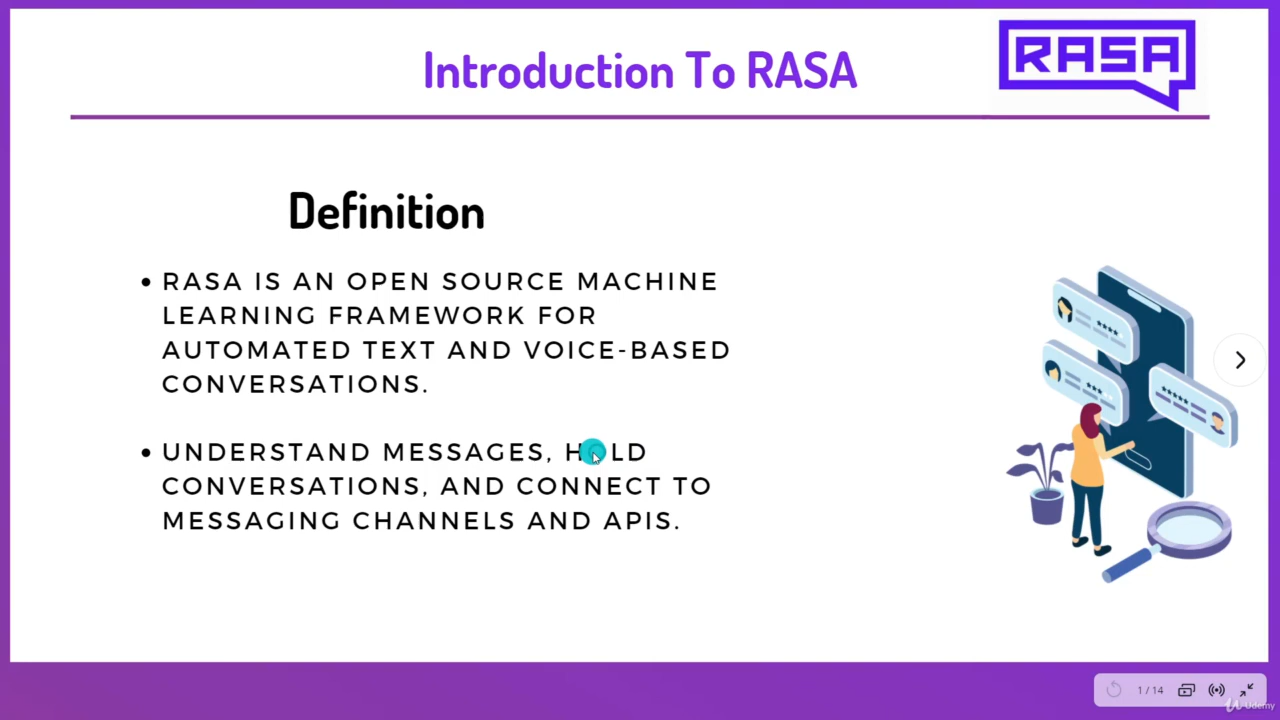 Introduction To RASA
RASA
Definition
• RASA IS AN OPEN SOURCE MACHINE
LEARNING FRAMEWORK FOR
AUTOMATED TEXT AND VOICE-BASED
CONVERSATIONS.
• UNDERSTAND MESSAGES, HOLD
CONVERSATIONS, AND CONNECT TO
MESSAGING CHANNELS AND APIS.
1 / 14
Udemy